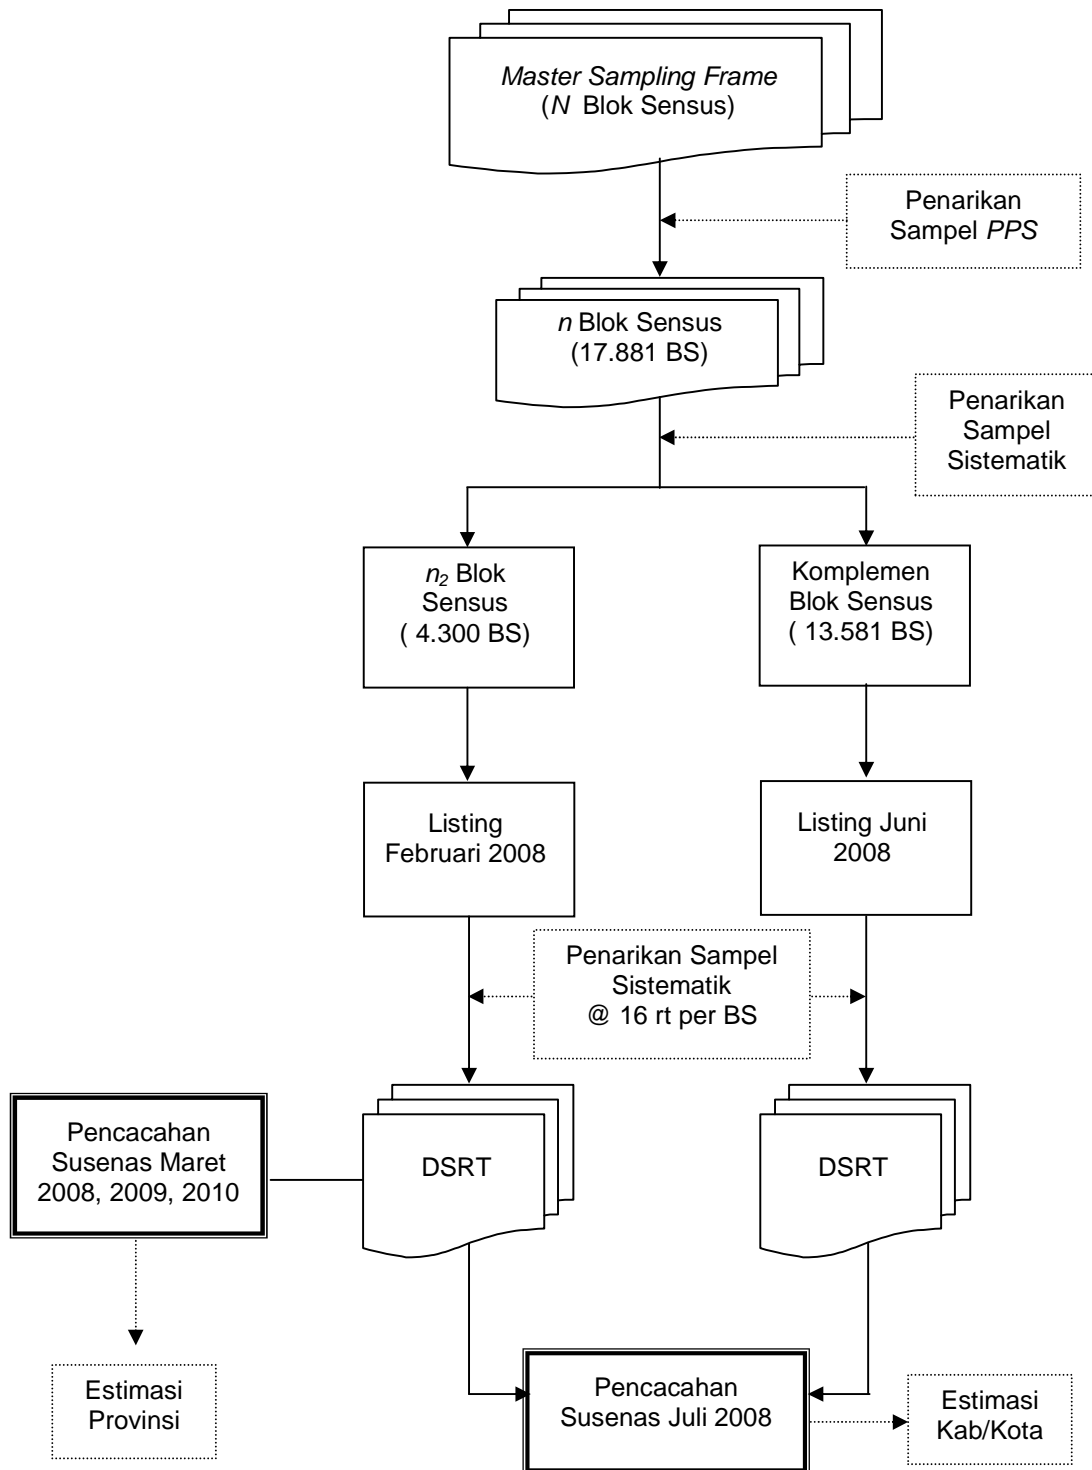 Master Sampling Frame
(N Blok Sensus)
Penarikan
Sampel PPS
n Blok Sensus
(17.881 BS)
Penarikan
Sampel
Sistematik
n2 Blok
Sensus
( 4.300 BS)
Komplemen
Blok Sensus
( 13.581 BS)
Listing
Februari 2008
Listing Juni
2008
Penarikan Sampel
Sistematik
@ 16 rt per BS
Pencacahan
Susenas Maret
2008, 2009, 2010
DSRT
DSRT
Estimasi
Provinsi
Pencacahan
Susenas Juli 2008
Estimasi
Kab/Kota